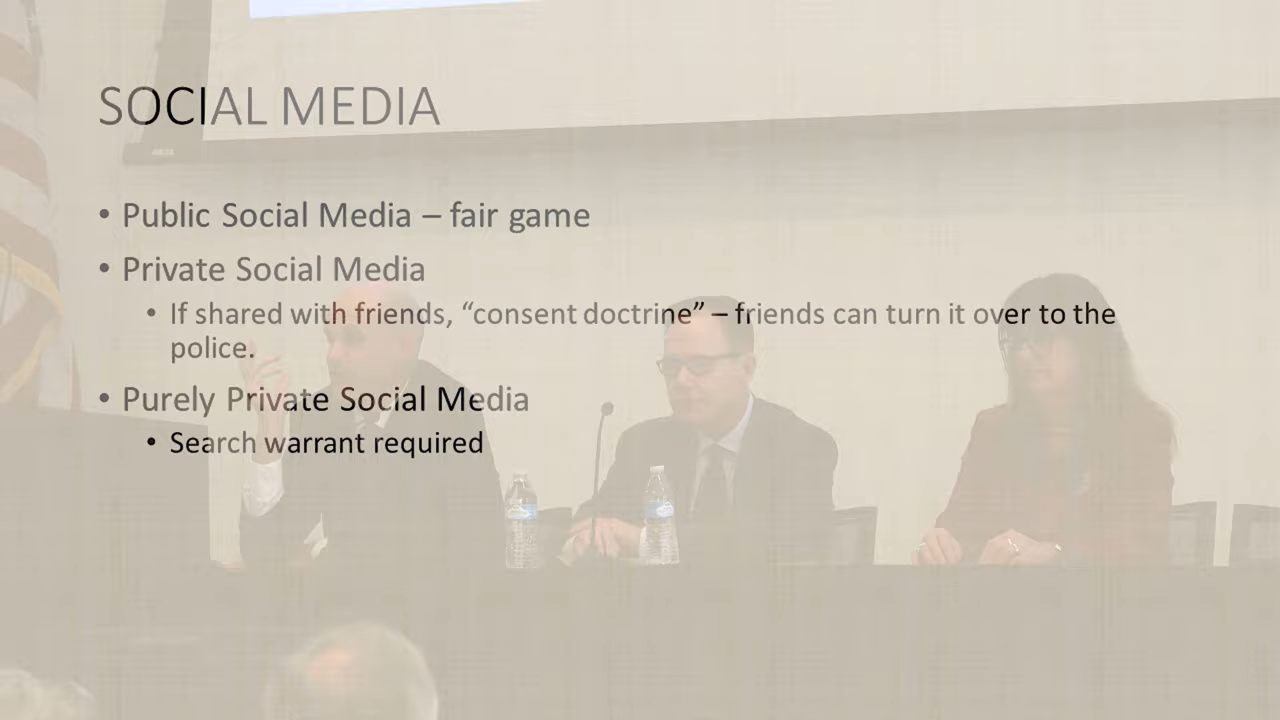 SOCIAL MEDIA
• Public Social Media – fair game
• Private Social Media
• If shared with friends, “consent doctrine” – friends can turn it over to the
police.
• Purely Private Social Media
• Search warrant required